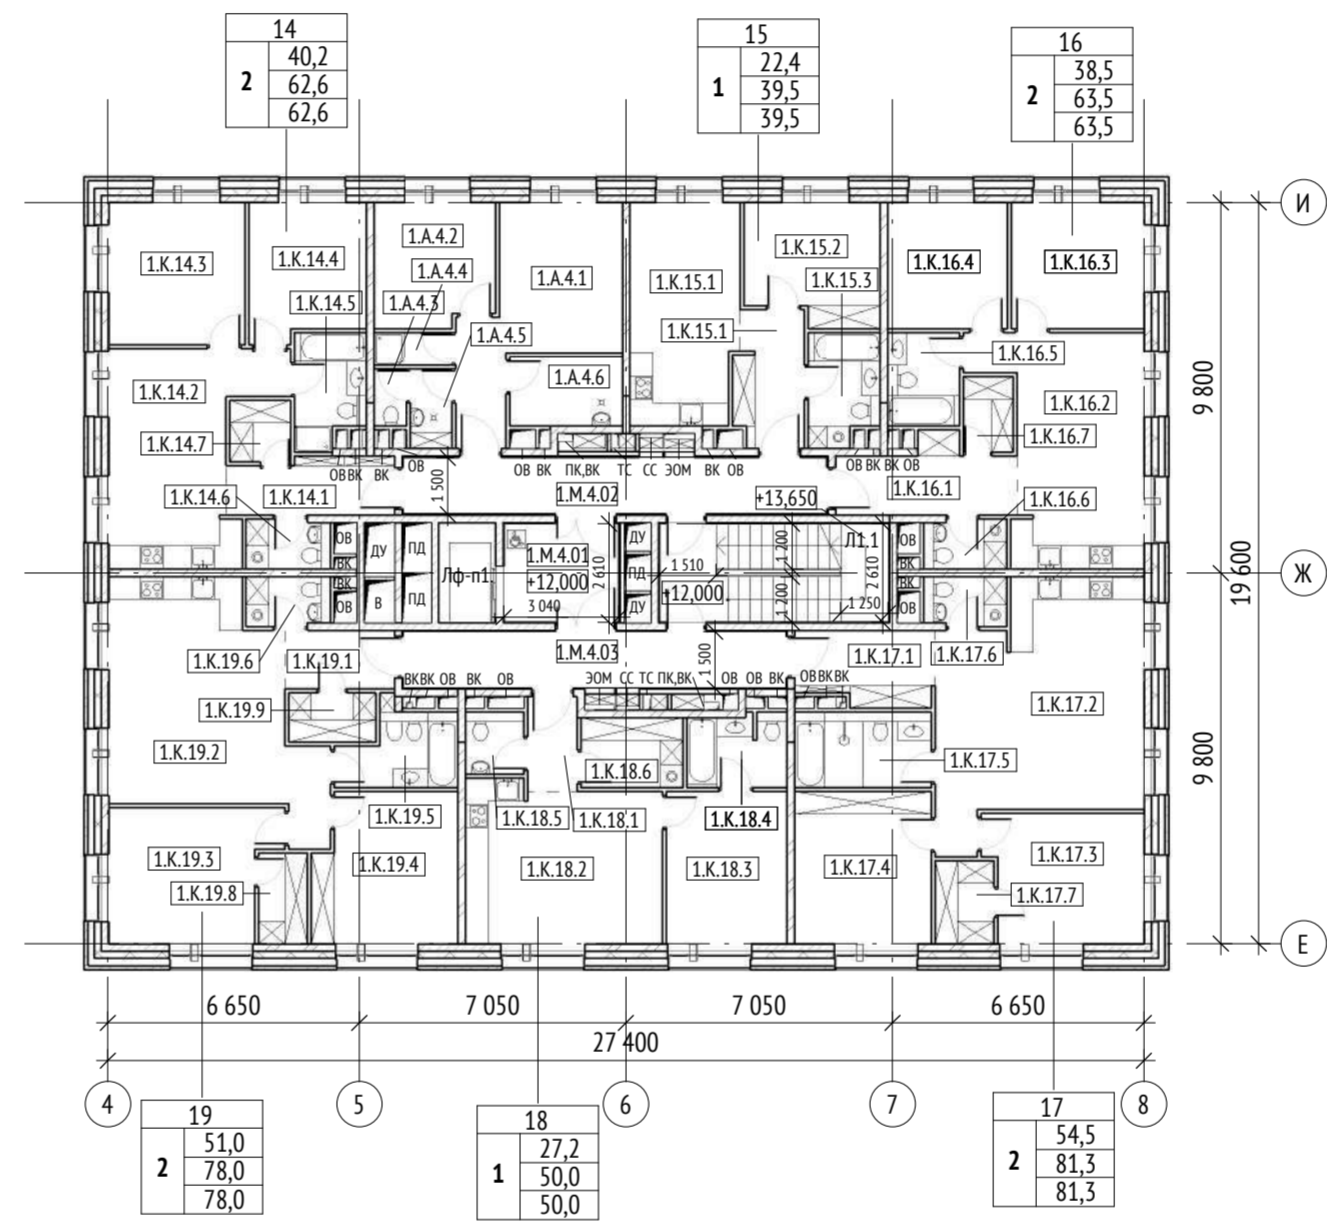 14
2
40,2
62,6
62,6
15
1
22,4
39,5
39,5
16
2
38,5
63,5
63,5
И
1.К.14.3
1.К.14.4
1.К.14.5
1.А.4.2
1.А.4.4
1.А.4.3
1.А.4.5
1.А.4.1
1.А.4.6
1.К.15.1
1.К.15.2
1.К.15.3
1.К.15.1
1.К.16.4
1.К.16.3
1.К.16.5
1.К.14.2
1.К.14.7
1.К.16.2
1.К.16.7
9 800
ОВ ВК ВК ОВ
ОВ ВК ПК,ВК ТС СС ЭОМ ВК ОВ
ОВ ВК ВК ОВ
1.К.14.6
1.К.14.1
1 500
1.М.4.02
+13,650
1.К.16.1
1.К.16.6
ОВ
ДУ
ПД
1.М.4.01
ДУ
1 200
Л1.1
ОВ
ВК
Лф-п1
+12,000
2 610
ПД
1 510
2 610
ВК
Ж
19 600
ВК
ОВ
В
ПД
3 040
ДУ
+12,000
1 200
1 250
ВК
ОВ
1.К.19.6
1.К.19.1
1.М.4.03
1 500
1.К.17.1
1.К.17.6
ВК ВК ОВ ВК ОВ
ЭОМ СС ТС ПК,ВК ОВ ОВ ВК
ОВ ВК ВК
1.К.19.9
1.К.19.2
1.К.17.2
1.К.18.6
1.К.17.5
9 800
1.К.19.5
1.К.18.5
1.К.18.1
1.К.18.4
1.К.19.3
1.К.19.4
1.К.18.2
1.К.18.3
1.К.17.4
1.К.17.3
1.К.19.8
1.К.17.7
Е
6 650
7 050
7 050
6 650
27 400
4
5
6
7
8
19
2
51,0
78,0
78,0
18
1
27,2
50,0
50,0
17
2
54,5
81,3
81,3